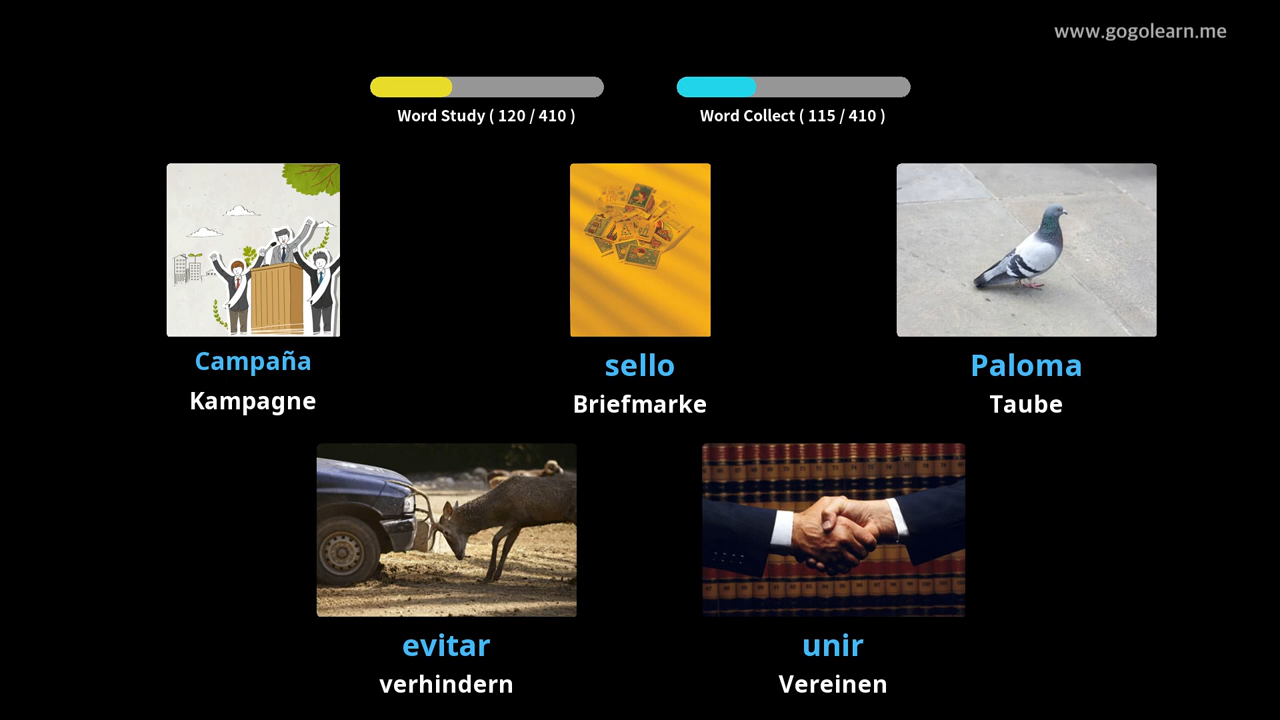 www.gogolearn.me
Word Study ( 120 / 410 )
Word Collect ( 115 / 410 )
Campaña
Kampagne
sello
Briefmarke
Paloma
Taube
evitar
verhindern
unir
Vereinen